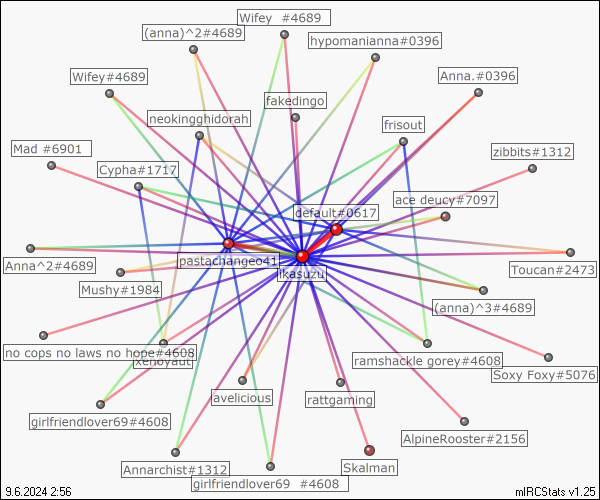 Wifey #4689
(anna)^2#4689
hypomanianna#0396
Wifey#4689
Anna.#0396
fakedingo
neokingghidorah
frisout
Mad #6901
zibbits#1312
Cypha#1717
ace deucy#7097
default#0617
pastachangeo41
Ikasuzu
Anna^2#4689
Toucan#2473
Mushy#1984
(anna)^3#4689
no cops no laws no hope#4608
xenoyaut
ramshackle gorey#4608
Soxy Foxy#5076
avelicious
rattgaming
girlfriendlover69#4608
AlpineRooster#2156
Annarchist#1312
Skalman
girlfriendlover69 #4608
9.6.2024 2:56
mIRCStats v1.25